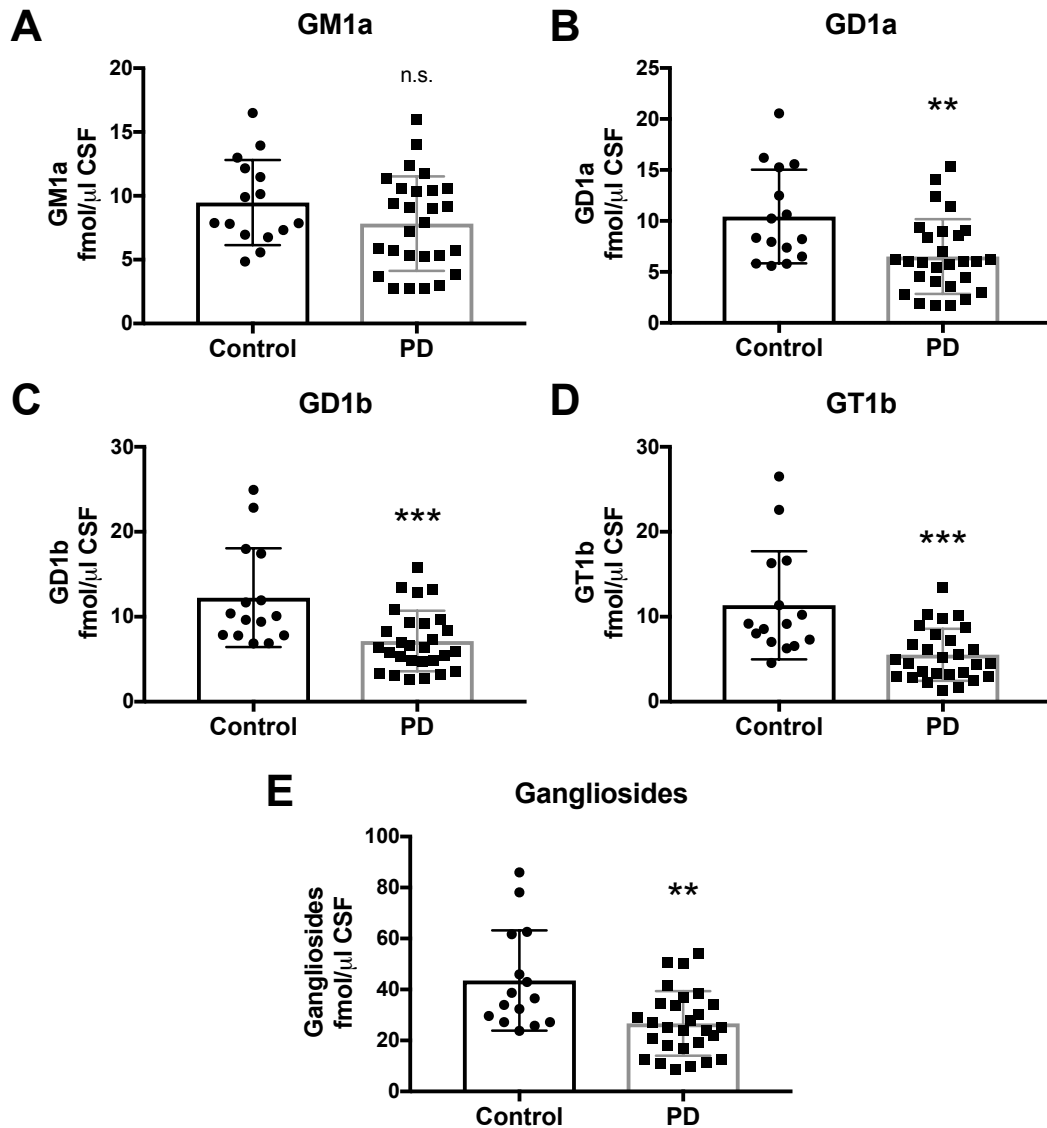 A
GM1a
20
15
10
5
0
GM1a
fmol/μl CSF
n.s.
Control
PD
B
GD1a
25
20
15
10
5
0
GD1a
fmol/μl CSF
**
Control
PD
C
GD1b
30
20
10
0
GD1b
fmol/μl CSF
***
Control
PD
D
GT1b
30
20
10
0
GT1b
fmol/μl CSF
***
Control
PD
E
Gangliosides
100
80
60
40
20
0
Gangliosides
fmol/μl CSF
**
Control
PD